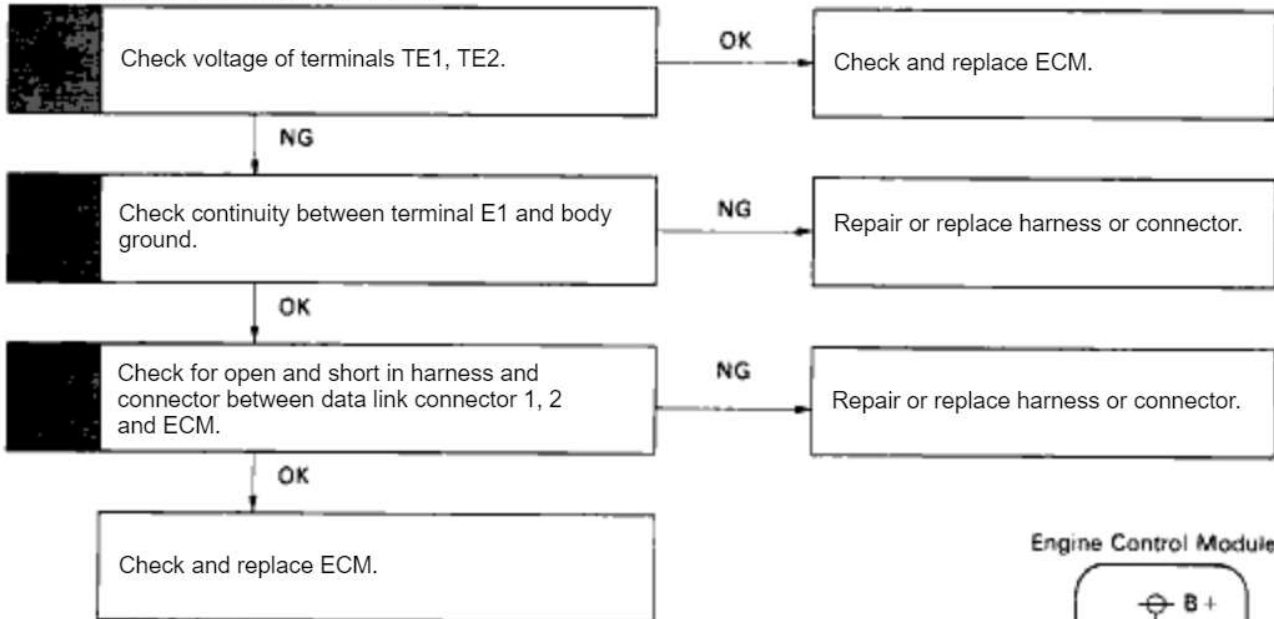 Check voltage of terminals TE1, TE2.
OK
Check and replace ECM.
NG
Check continuity between terminal E1 and body
ground.
NG
Repair or replace harness or connector.
OK
Check for open and short in harness and
connector between data link connector 1, 2
and ECM.
NG
Repair or replace harness or connector.
OK
Check and replace ECM.
Engine Control Module
B +